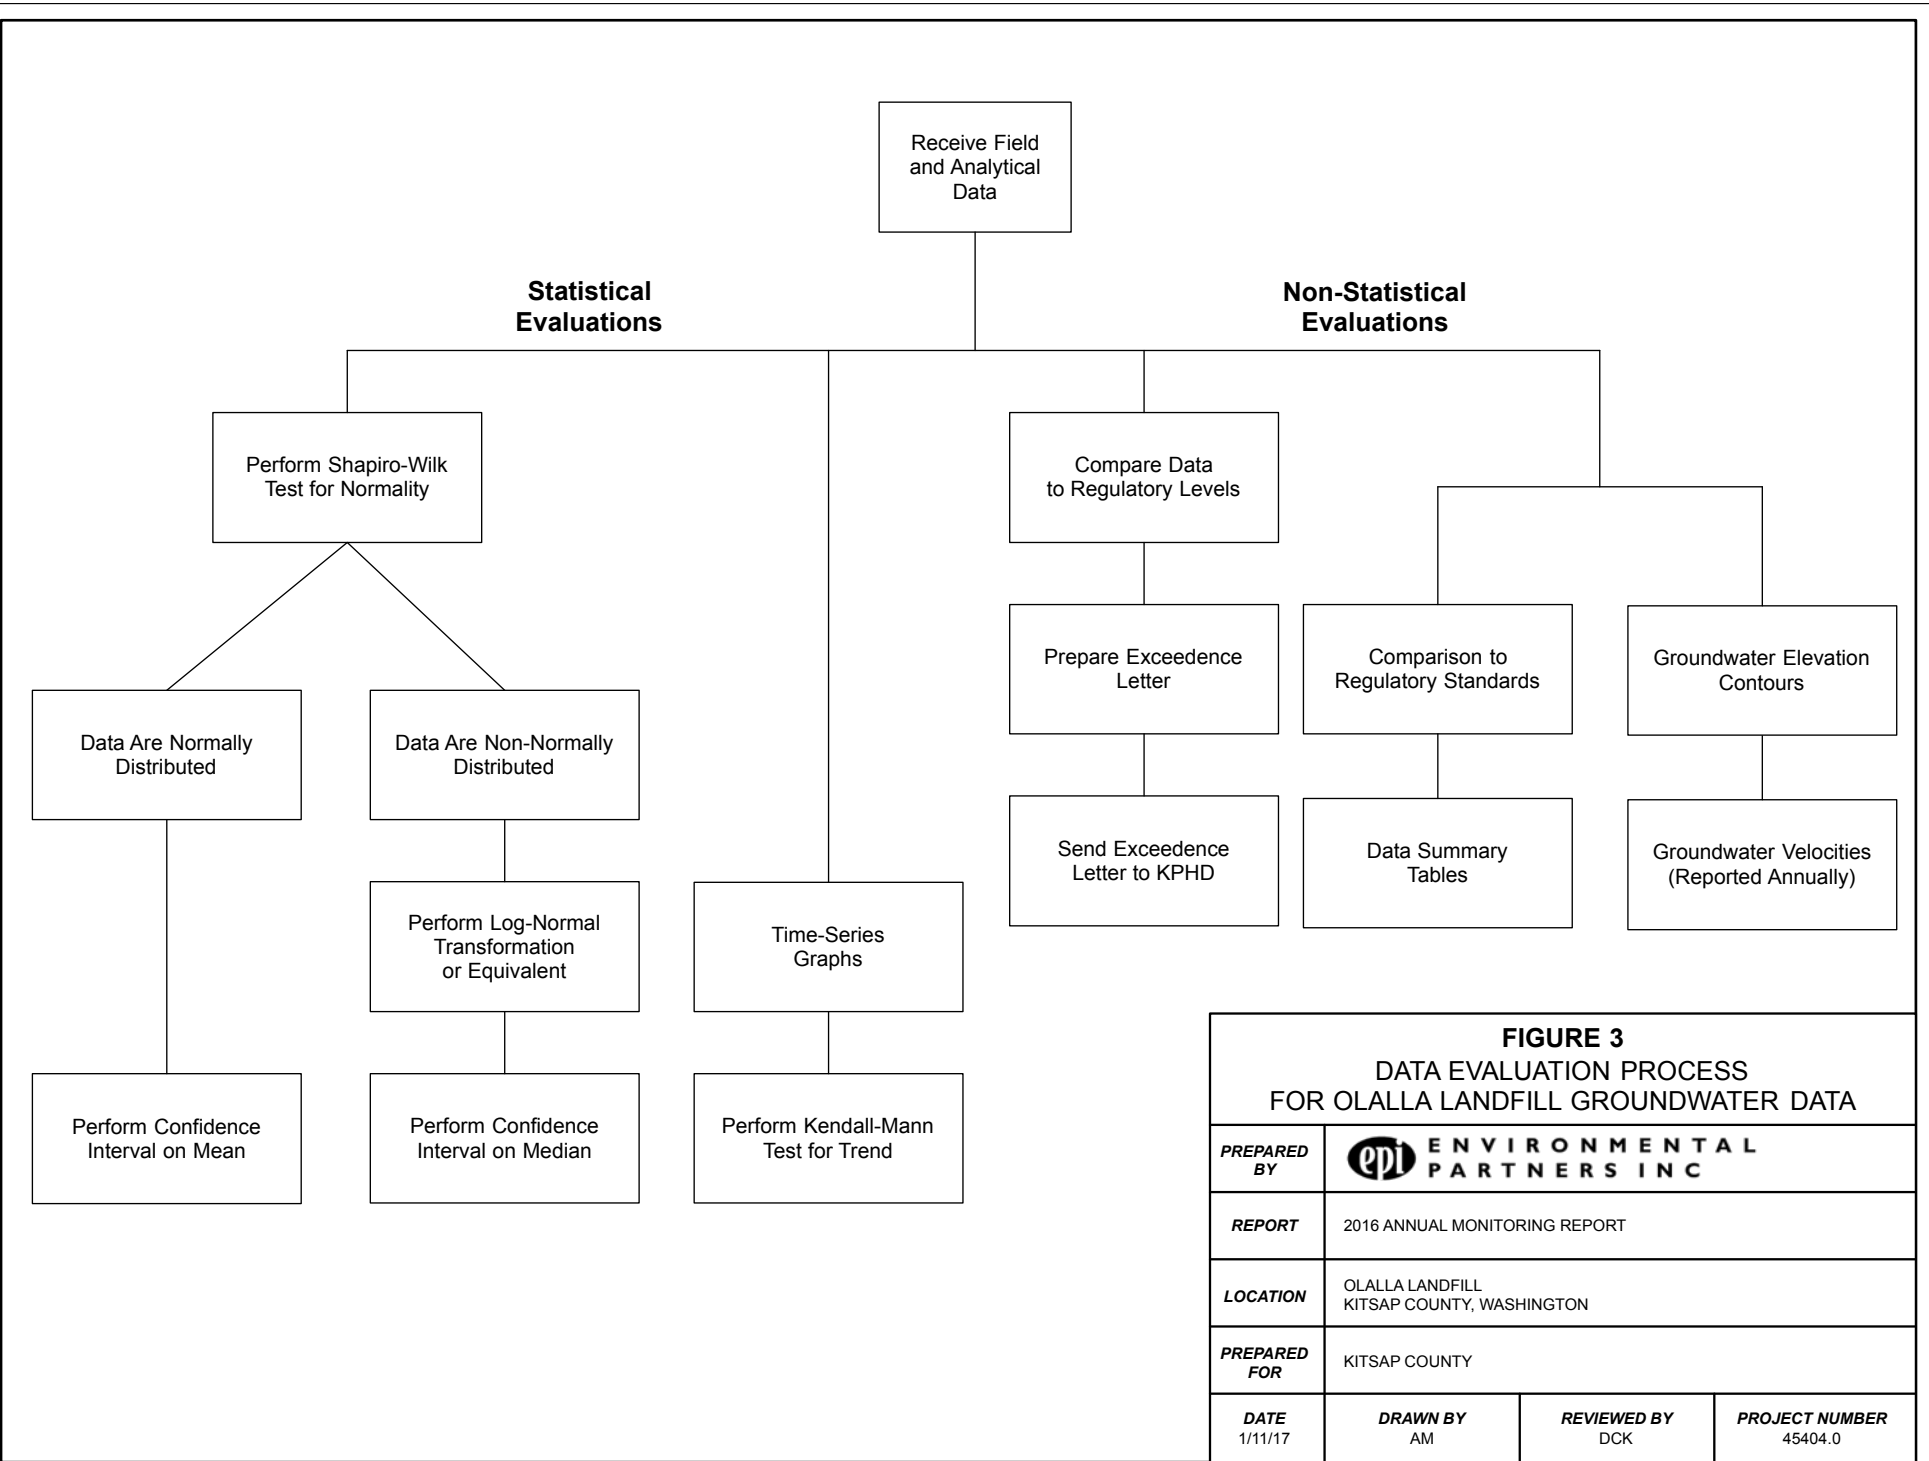 Receive Field
and Analytical
Data
Statistical
Evaluations
Non-Statistical
Evaluations
Perform Shapiro-Wilk
Test for Normality
Compare Data
to Regulatory Levels
Prepare Exceedence
Letter
Comparison to
Regulatory Standards
Groundwater Elevation
Contours
Data Are Normally
Distributed
Data Are Non-Normally
Distributed
Send Exceedence
Letter to KPHD
Data Summary
Tables
Groundwater Velocities
(Reported Annually)
Perform Log-Normal
Transformation
or Equivalent
Time-Series
Graphs
Perform Confidence
Interval on Mean
Perform Confidence
Interval on Median
Perform Kendall-Mann
Test for Trend
FIGURE 3
DATA EVALUATION PROCESS
FOR OLALLA LANDFILL GROUNDWATER DATA
PREPARED
BY
epi
ENVIRONMENTAL
PARTNERS INC
REPORT
2016 ANNUAL MONITORING REPORT
LOCATION
OLALLA LANDFILL
KITSAP COUNTY, WASHINGTON
PREPARED
FOR
KITSAP COUNTY
DATE
1/11/17
DRAWN BY
AM
REVIEWED BY
DCK
PROJECT NUMBER
45404.0